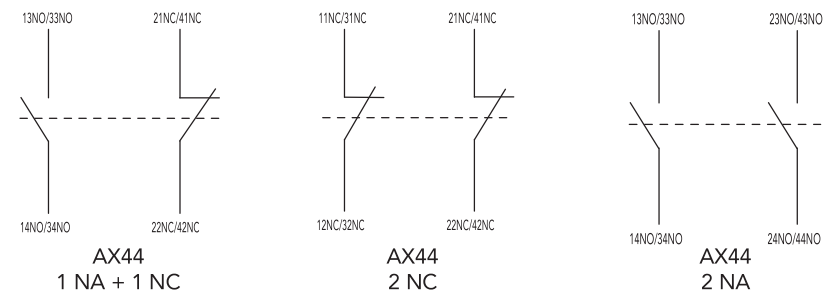 13NO/33NO 21NC/41NC 11NC/31NC 21NC/41NC 13NO/33NO 23NO/43NO
14NO/34NO 22NC/42NC 12NC/32NC 22NC/42NC 14NO/34NO 24NO/44NO
AX44 AX44 AX44
1 NA + 1 NC 2 NC 2 NA